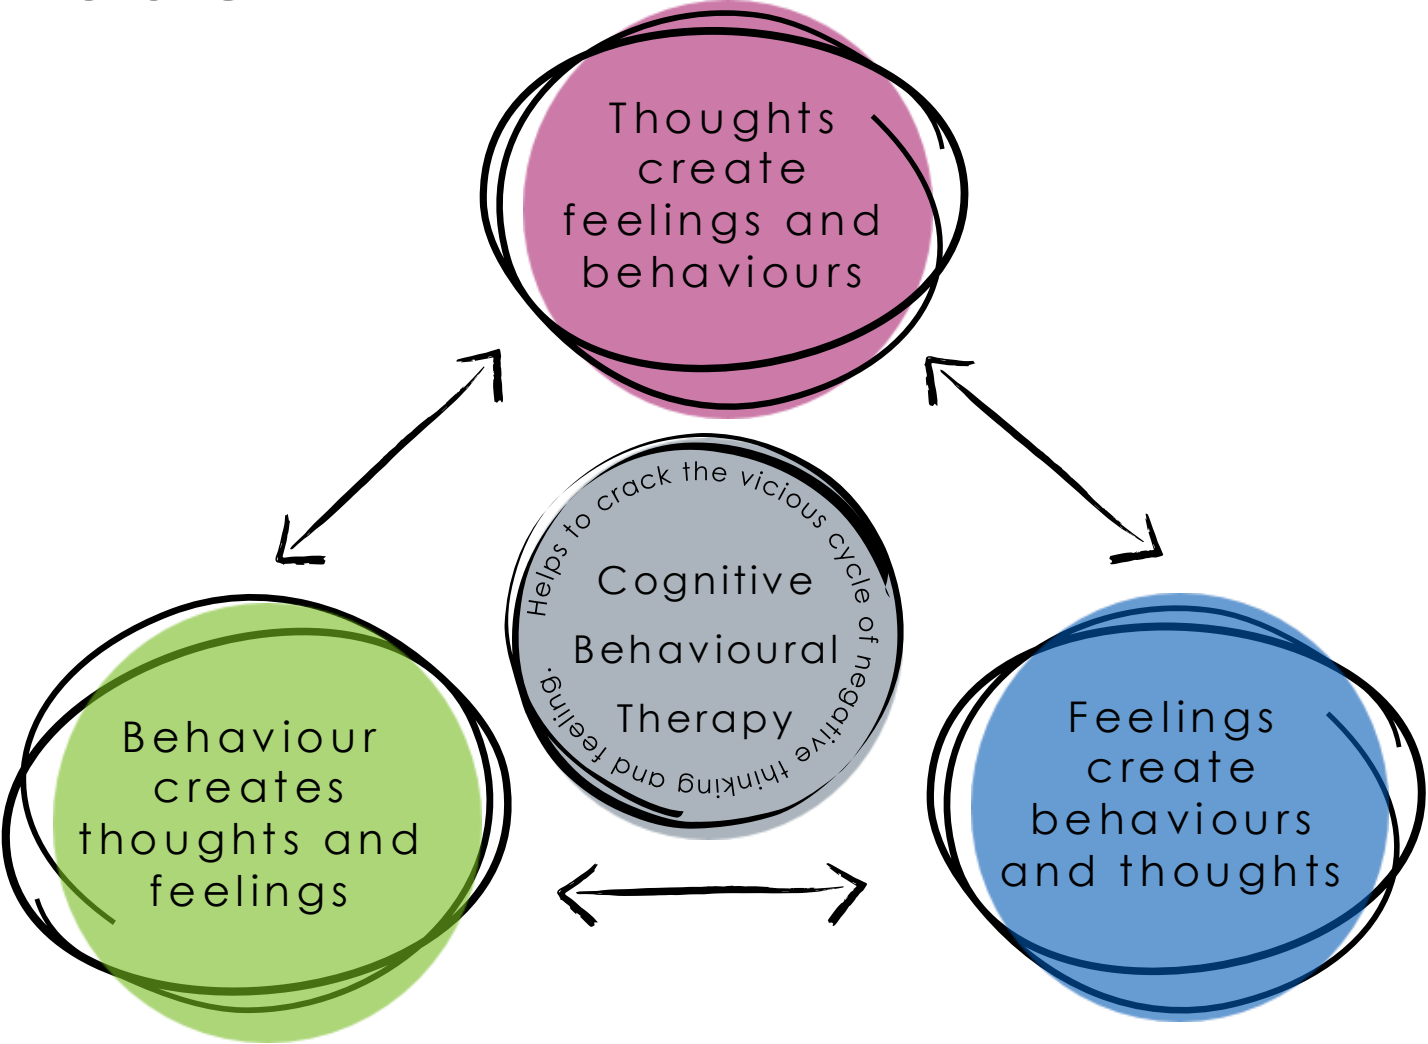 Thoughts
create
feelings and
behaviours
Helps to crack the vicious cycle of negative thinking and feeling.
Cognitive
Behavioural
Therapy
Behaviour
creates
thoughts and
feelings
Feelings
create
behaviours
and thoughts